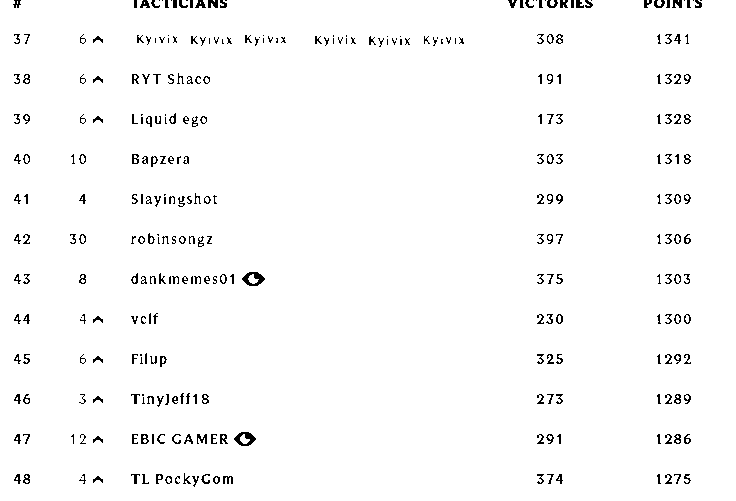 # TACTICIANS VICTORIES POINTS
37 6 Kyivix Kyivix Kyivix Kyivix Kyivix Kyivix 308 1341
38 6 RYT Shaco 191 1329
39 6 Liquid ego 173 1328
40 10 Bapzera 303 1318
41 4 Slayingshot 299 1309
42 30 robinsongz 397 1306
43 8 dankmemes01 375 1303
44 4 vclf 230 1300
45 6 Filup 325 1292
46 3 TinyJeff18 273 1289
47 12 EBIC GAMER 291 1286
48 4 TL PockyGom 374 1275